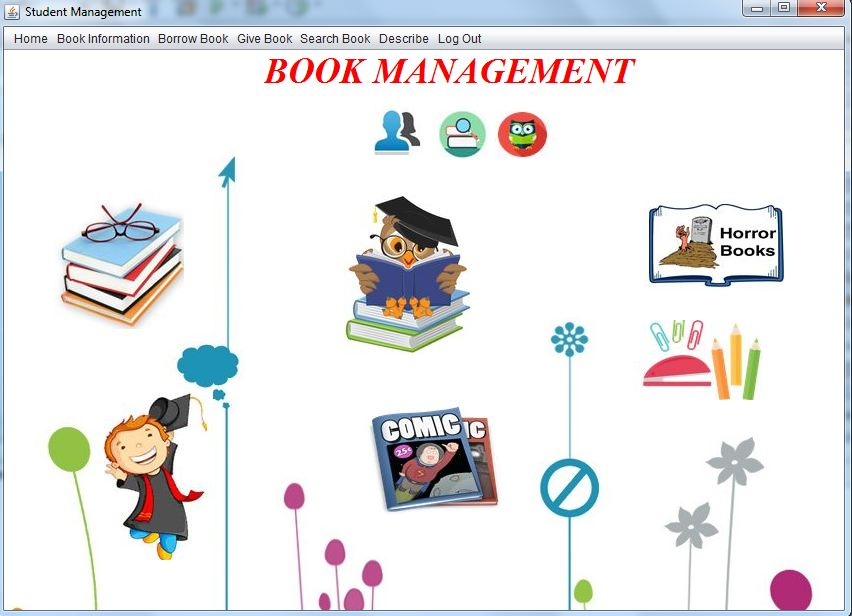 Student Management
Home Book Information Borrow Book Give Book Search Book Describe Log Out
BOOK MANAGEMENT
Horror
Books
COMIC
IC
25¢